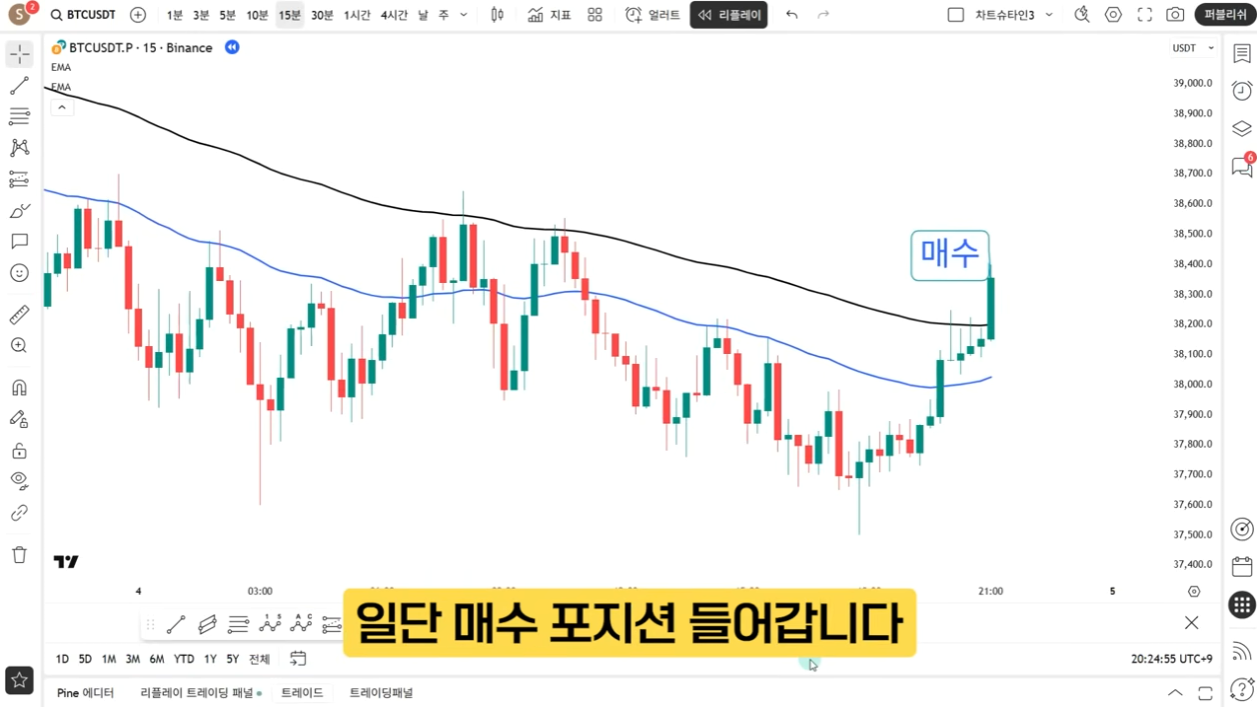 S 2 BTCUSDT 1분 3분 5분 10분 15분 30분 1시간 4시간 날 주 지표 얼러트 리플레이 차트슈타인3 퍼블리쉬
BTCUSDT.P · 15 · Binance
USDT
EMA
EMA
39,000.0
38,900.0
38,800.0
38,700.0
38,600.0
38,500.0
38,400.0
38,300.0
38,200.0
38,100.0
38,000.0
37,900.0
37,800.0
37,700.0
37,600.0
37,500.0
37,400.0
매수
6
4 03:00 21:00 5
일단 매수 포지션 들어갑니다
1D 5D 1M 3M 6M YTD 1Y 5Y 전체 20:24:55 UTC+9
Pine 에디터 리플레이 트레이딩 패널 트레이드 트레이딩패널